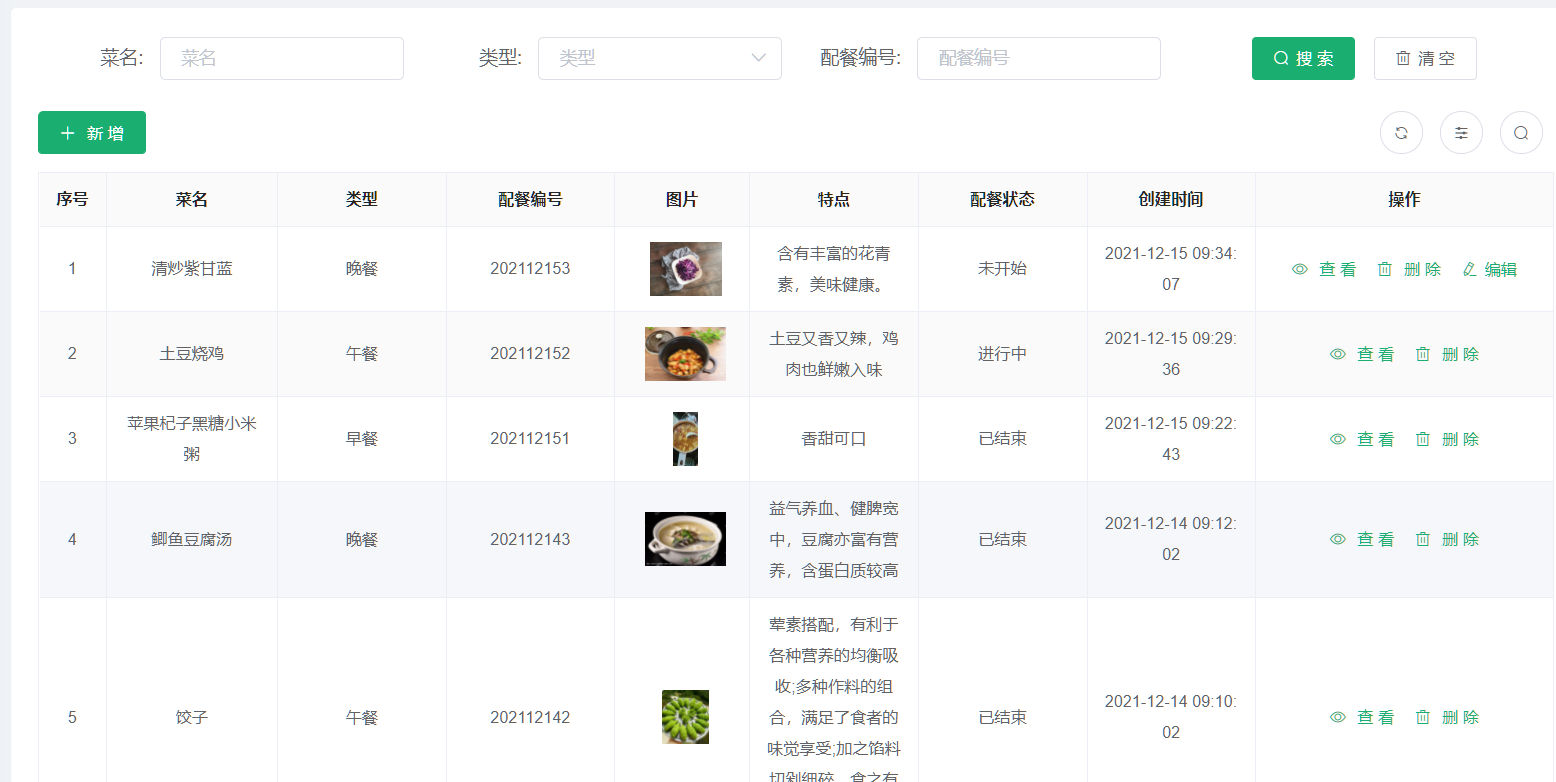 菜名: 菜名 类型: 类型 配餐编号: 配餐编号 搜 索 清 空
新 增
序号 菜名 类型 配餐编号 图片 特点 配餐状态 创建时间 操作
1 清炒紫甘蓝 晚餐 202112153 含有丰富的花青
素，美味健康。 未开始 2021-12-15 09:34:
07 查 看 删 除 编辑
2 土豆烧鸡 午餐 202112152 土豆又香又辣，鸡
肉也鲜嫩入味 进行中 2021-12-15 09:29:
36 查 看 删 除
3 苹果杞子黑糖小米
粥 早餐 202112151 香甜可口 已结束 2021-12-15 09:22:
43 查 看 删 除
4 鲫鱼豆腐汤 晚餐 202112143 益气养血、健脾宽
中，豆腐亦富有营
养，含蛋白质较高 已结束 2021-12-14 09:12:
02 查 看 删 除
5 饺子 午餐 202112142 荤素搭配，有利于
各种营养的均衡吸
收;多种作料的组
合，满足了食者的
味觉享受;加之馅料
切剁细碎，食之有 已结束 2021-12-14 09:10:
02 查 看 删 除